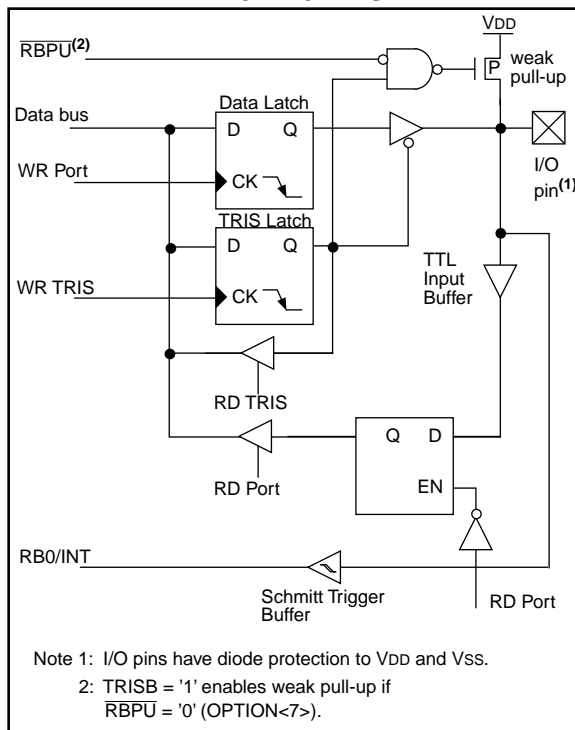 VDD
RBPU(2)
P
weak
pull-up
Data Latch
Data bus
D Q
I/O
pin(1)
WR Port
CK
TRIS Latch
D Q
TTL
Input
Buffer
WR TRIS
CK
RD TRIS
Q D
RD Port
EN
RB0/INT
Schmitt Trigger
Buffer
RD Port
Note 1: I/O pins have diode protection to VDD and VSS.
2: TRISB = '1' enables weak pull-up if
RBPU = '0' (OPTION<7>).